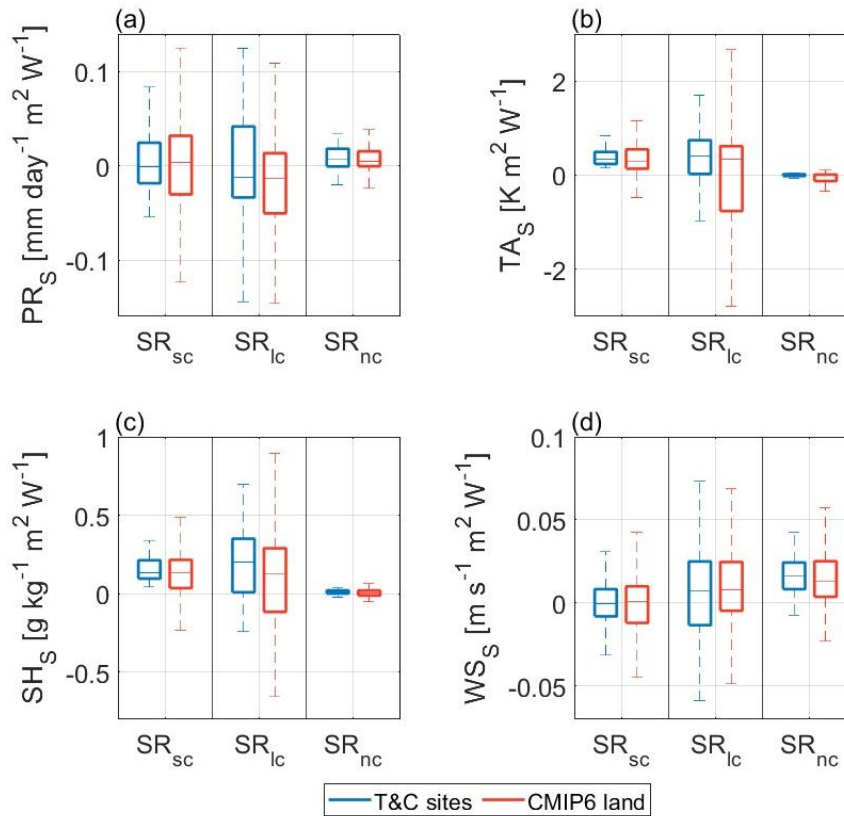 (a)
PR_S [mm day^-1 m^2 W^-1]
0.1
0
-0.1
SR_sc SR_lc SR_nc
(b)
TA_S [K m^2 W^-1]
2
0
-2
SR_sc SR_lc SR_nc
(c)
SH_S [g kg^-1 m^2 W^-1]
1
0.5
0
-0.5
SR_sc SR_lc SR_nc
(d)
WS_S [m s^-1 m^2 W^-1]
0.1
0.05
0
-0.05
SR_sc SR_lc SR_nc
T&C sites CMIP6 land